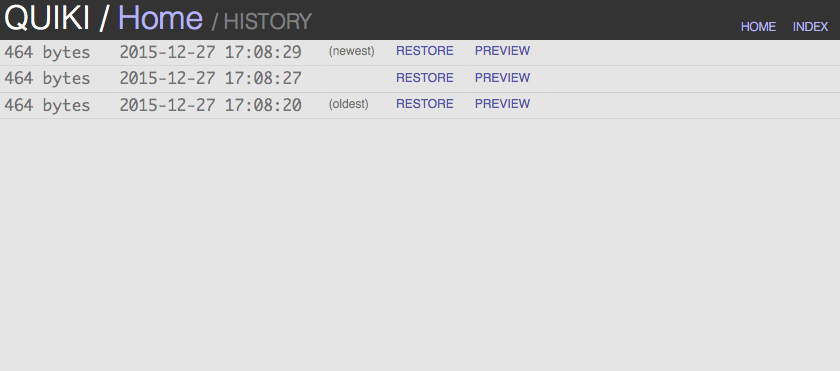 QUIKI / Home / HISTORY HOME INDEX
464 bytes 2015-12-27 17:08:29 (newest) RESTORE PREVIEW
464 bytes 2015-12-27 17:08:27 RESTORE PREVIEW
464 bytes 2015-12-27 17:08:20 (oldest) RESTORE PREVIEW